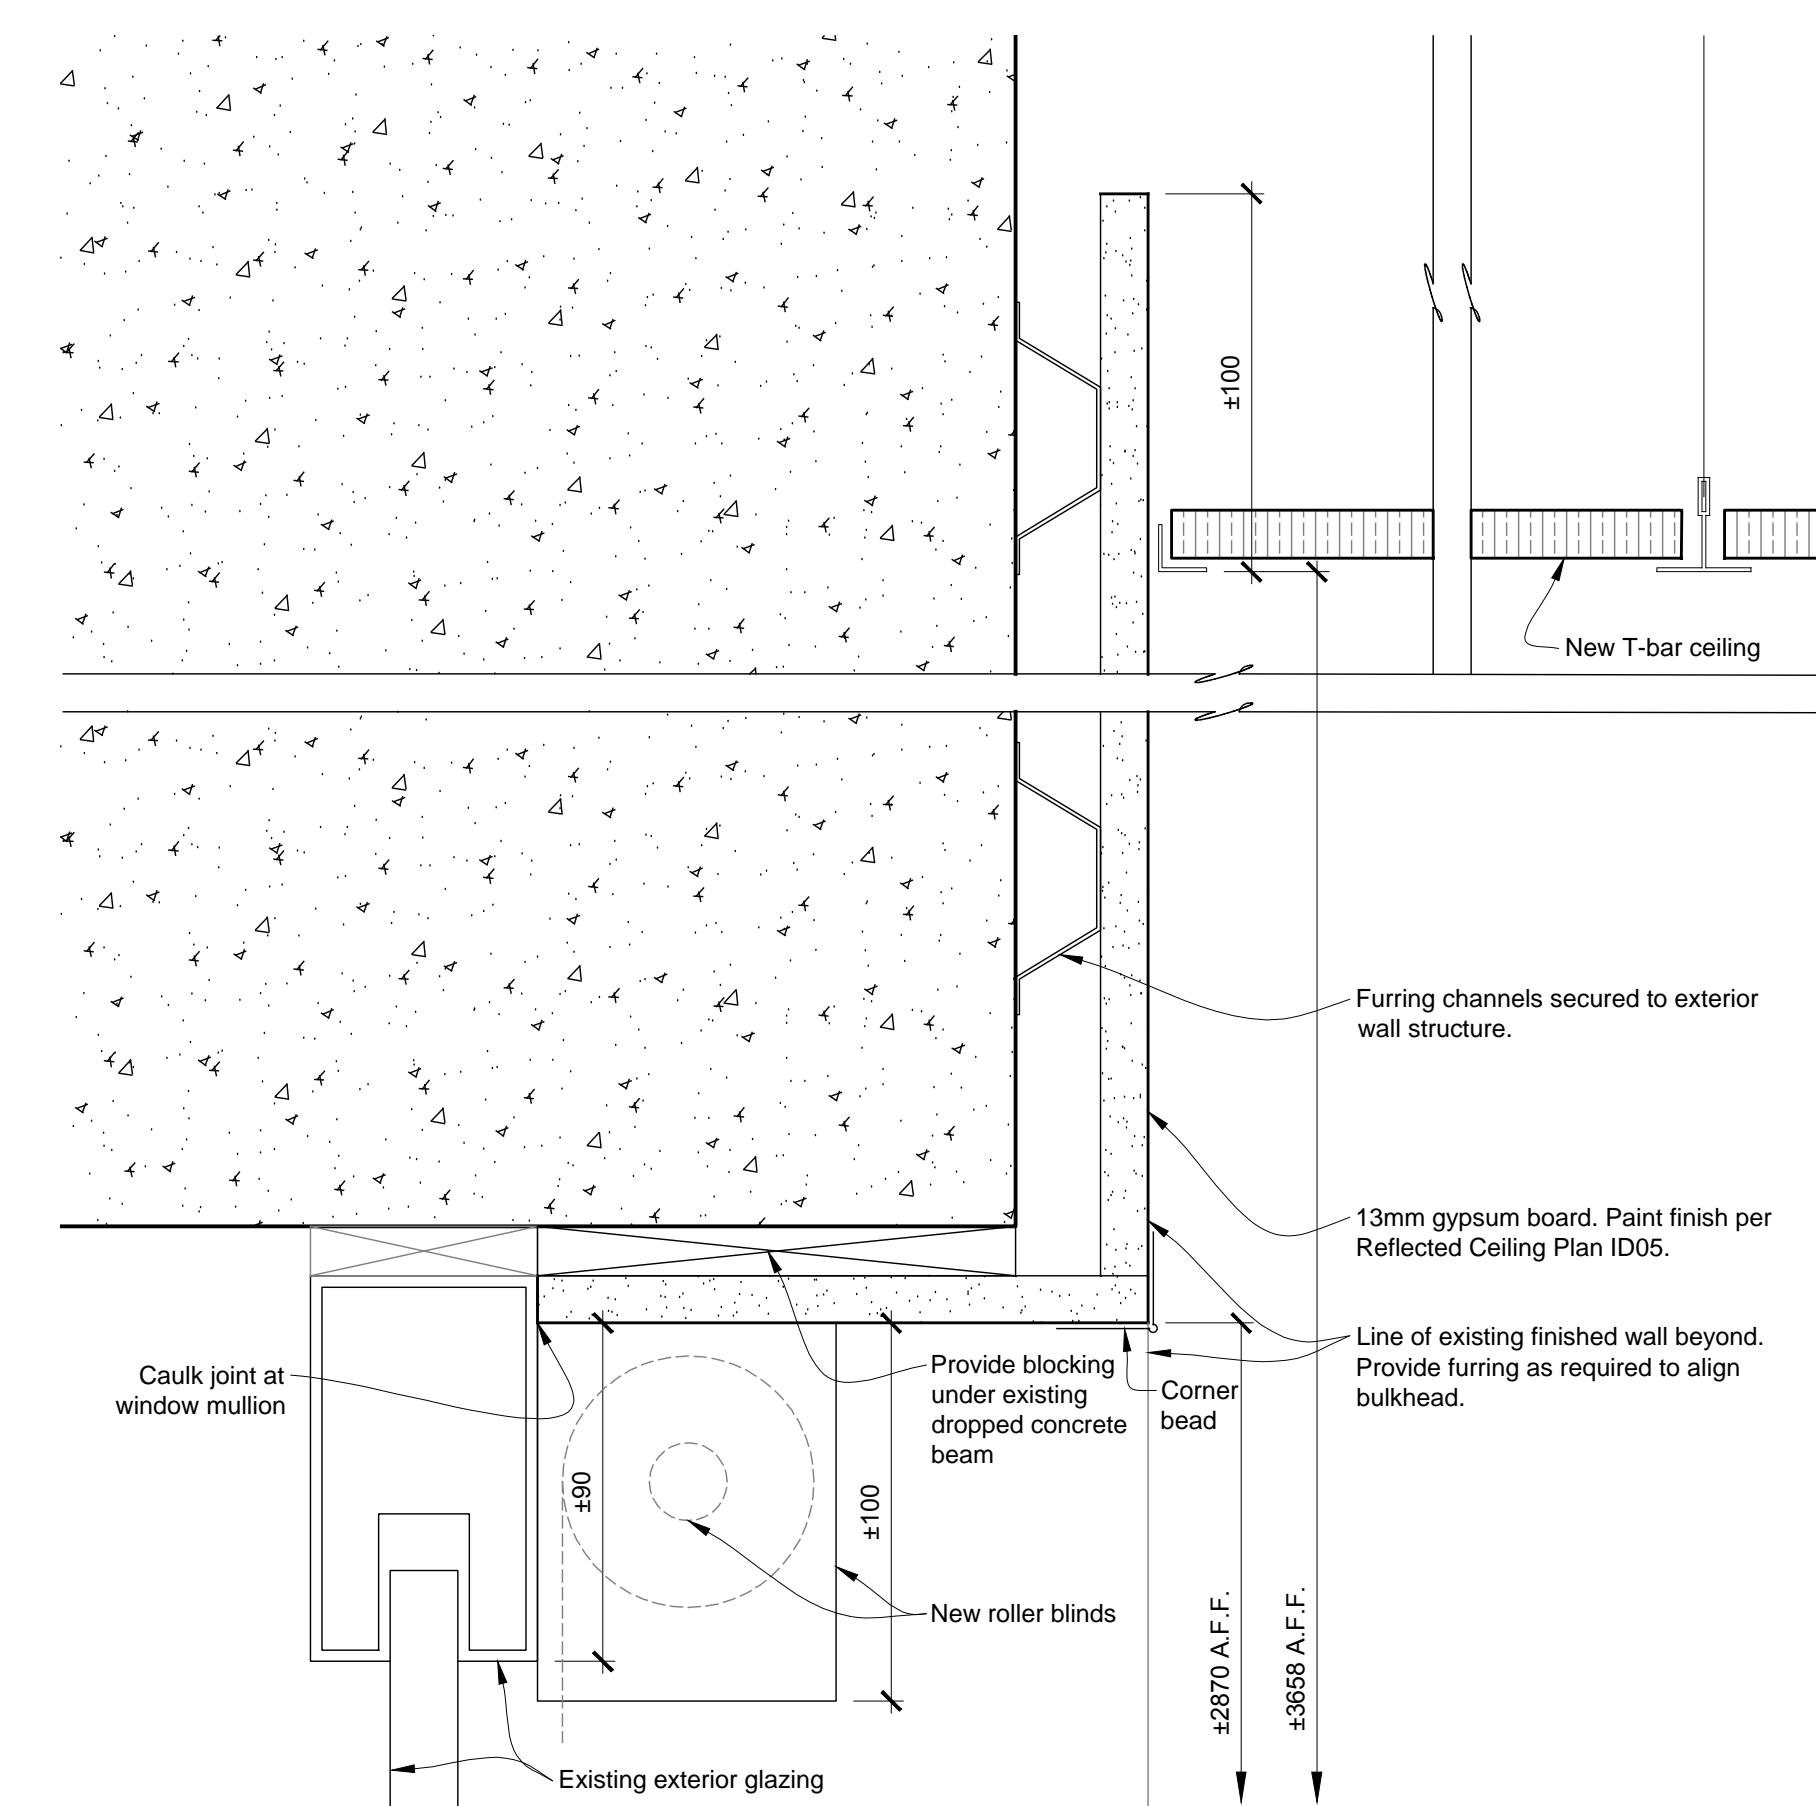 ±100
New T-bar ceiling
Furring channels secured to exterior
wall structure.
13mm gypsum board. Paint finish per
Reflected Ceiling Plan ID05.
Line of existing finished wall beyond.
Provide furring as required to align
bulkhead.
Caulk joint at
window mullion
Provide blocking
under existing
dropped concrete
beam
Corner
bead
±90
±100
New roller blinds
±2870 A.F.F.
±3658 A.F.F.
Existing exterior glazing